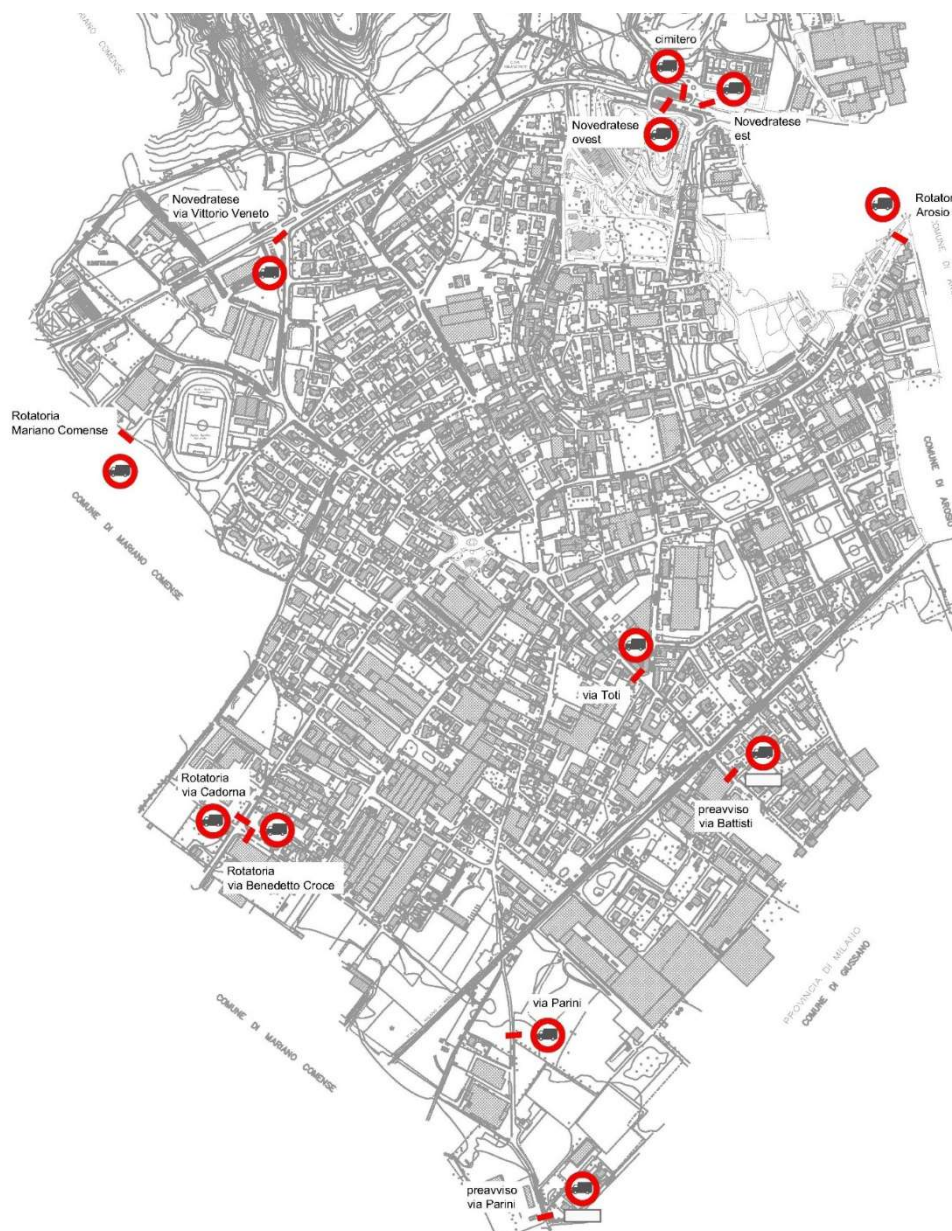 cimitero
Novedratese
ovest
Novedratese
est
Novedratese
via Vittorio Veneto
Rotator
Arosio
Rotatoria
Mariano Comense
COMUNE DI MARIANO COMENSE
COMUNE DI AROSI
via Toti
preavviso
via Battisti
Rotatoria
via Cadorna
Rotatoria
via Benedetto Croce
PROVINCIA DI MILANO
COMUNE DI GIUSSANO
via Parini
COMUNE DI MARIANO COMENSE
preavviso
via Parini